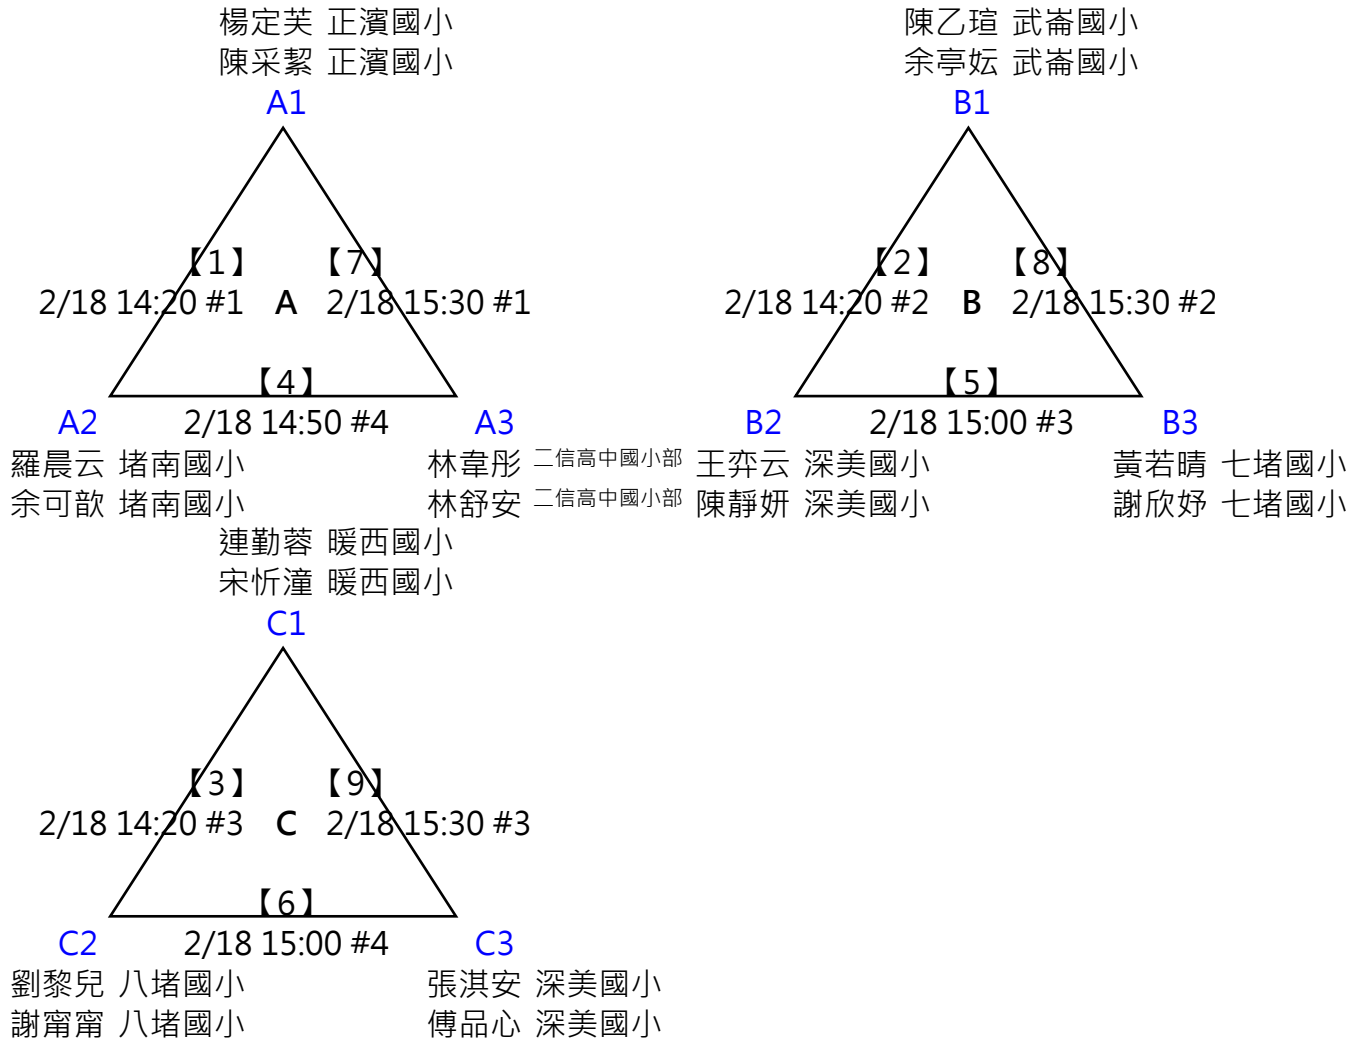 楊定芙 正濱國小
陳采絜 正濱國小
A1
【1】
【7】
2/18 14:20 #1
A
2/18 15:30 #1
【4】
A2
2/18 14:50 #4
A3
羅晨云 堵南國小
余可歆 堵南國小
林韋彤 二信高中國小部
林舒安 二信高中國小部
陳乙瑄 武崙國小
余亭妘 武崙國小
B1
【2】
【8】
2/18 14:20 #2
B
2/18 15:30 #2
【5】
B2
2/18 15:00 #3
B3
王弈云 深美國小
陳靜妍 深美國小
黃若晴 七堵國小
謝欣妤 七堵國小
連勤蓉 暖西國小
宋忻潼 暖西國小
C1
【3】
【9】
2/18 14:20 #3
C
2/18 15:30 #3
【6】
C2
2/18 15:00 #4
C3
劉黎兒 八堵國小
謝甯甯 八堵國小
張淇安 深美國小
傅品心 深美國小